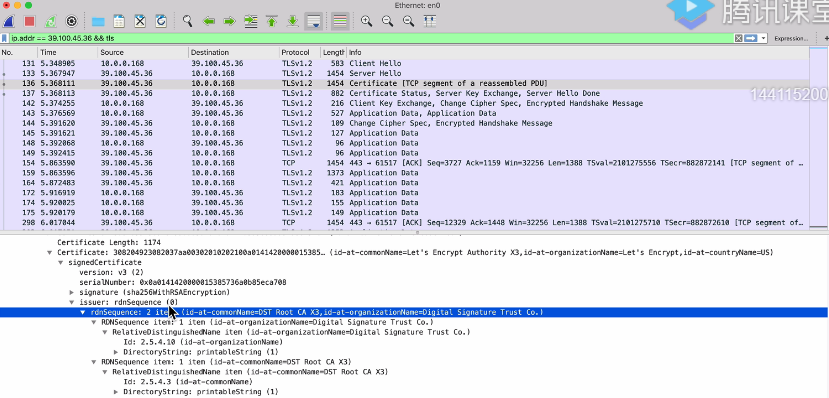 Ethernet: en0
腾讯课堂
ip.addr == 39.100.45.36 && tls
Expression...
+
No. Time Source Destination Protocol Length Info
131 5.348905 10.0.0.168 39.100.45.36 TLSv1.2 583 Client Hello
133 5.367947 39.100.45.36 10.0.0.168 TLSv1.2 1454 Server Hello
136 5.368111 39.100.45.36 10.0.0.168 TLSv1.2 1454 Certificate [TCP segment of a reassembled PDU]
137 5.368113 39.100.45.36 10.0.0.168 TLSv1.2 882 Certificate Status, Server Key Exchange, Server Hello Done
142 5.374255 10.0.0.168 39.100.45.36 TLSv1.2 216 Client Key Exchange, Change Cipher Spec, Encrypted Handshake Message
143 5.376569 10.0.0.168 39.100.45.36 TLSv1.2 527 Application Data, Application Data
144 5.391620 39.100.45.36 10.0.0.168 TLSv1.2 109 Change Cipher Spec, Encrypted Handshake Message
145 5.391621 39.100.45.36 10.0.0.168 TLSv1.2 127 Application Data
148 5.392068 10.0.0.168 39.100.45.36 TLSv1.2 96 Application Data
149 5.392415 39.100.45.36 10.0.0.168 TLSv1.2 96 Application Data
154 5.863590 39.100.45.36 10.0.0.168 TCP 1454 443 → 61517 [ACK] Seq=3727 Ack=1159 Win=32256 Len=1388 TSval=2101275556 TSecr=882872141 [TCP segment of …
159 5.863596 39.100.45.36 10.0.0.168 TLSv1.2 1373 Application Data
164 5.872483 39.100.45.36 10.0.0.168 TLSv1.2 421 Application Data
172 5.916919 10.0.0.168 39.100.45.36 TLSv1.2 183 Application Data
174 5.920025 10.0.0.168 39.100.45.36 TLSv1.2 155 Application Data
175 5.920179 10.0.0.168 39.100.45.36 TLSv1.2 149 Application Data
298 6.017044 39.100.45.36 10.0.0.168 TCP 1454 443 → 61517 [ACK] Seq=12329 Ack=1448 Win=32256 Len=1388 TSval=2101275710 TSecr=882872610 [TCP segment of…
144115200
Certificate Length: 1174
Certificate: 308204923082037aa00302010202100a0141420000015385… (id-at-commonName=Let's Encrypt Authority X3,id-at-organizationName=Let's Encrypt,id-at-countryName=US)
signedCertificate
version: v3 (2)
serialNumber: 0x0a0141420000015385736a0b85eca708
signature (sha256WithRSAEncryption)
issuer: rdnSequence (0)
rdnSequence: 2 items (id-at-commonName=DST Root CA X3,id-at-organizationName=Digital Signature Trust Co.)
RDNSequence item: 1 item (id-at-organizationName=Digital Signature Trust Co.)
RelativeDistinguishedName item (id-at-organizationName=Digital Signature Trust Co.)
Id: 2.5.4.10 (id-at-organizationName)
DirectoryString: printableString (1)
RDNSequence item: 1 item (id-at-commonName=DST Root CA X3)
RelativeDistinguishedName item (id-at-commonName=DST Root CA X3)
Id: 2.5.4.3 (id-at-commonName)
DirectoryString: printableString (1)